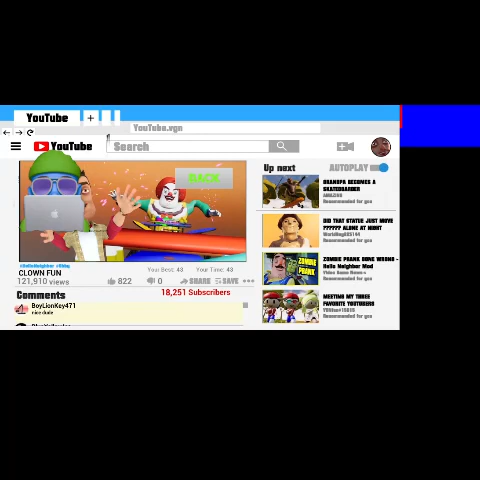 YouTube
+
YouTube.vgn
YouTube
Search
BACK
Up next
AUTOPLAY
GRANDPA BECOMES A
SKATEBOARDER
Recommended for you
DID THAT STATUE JUST MOVE
?????? ALONE AT NIGHT
Recommended for you
ZOMBIE PRANK
ZOMBIE PRANK GONE WRONG -
Hello Neighbor Mod
Recommended for you
MEETING MY THREE
FAVORITE YOUTUBERS
Recommended for you
CLOWN FUN
121,910 views
Your Best: 43
Your Time: 43
822
0
SHARE
SAVE
18,251 Subscribers
Comments
BoyLionKey471
nice dude